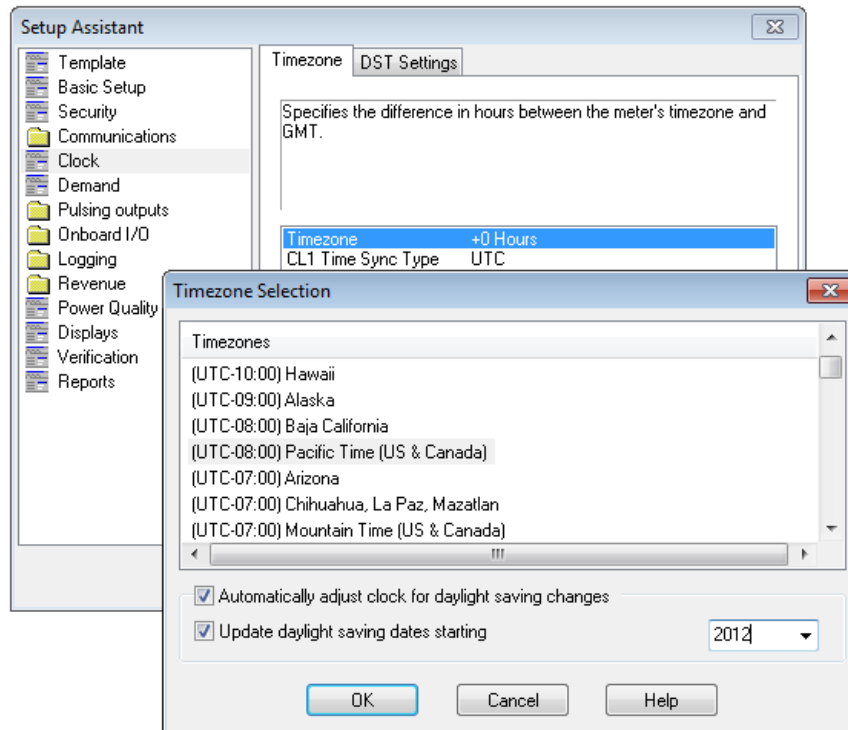 Setup Assistant
Template
Basic Setup
Security
Communications
Clock
Demand
Pulsing outputs
Onboard I/O
Logging
Revenue
Power Quality
Displays
Verification
Reports
Timezone DST Settings
Specifies the difference in hours between the meter's timezone and
GMT.
Timezone +0 Hours
CL1 Time Sync Type UTC
Timezone Selection
Timezones
(UTC-10:00) Hawaii
(UTC-09:00) Alaska
(UTC-08:00) Baja California
(UTC-08:00) Pacific Time (US & Canada)
(UTC-07:00) Arizona
(UTC-07:00) Chihuahua, La Paz, Mazatlan
(UTC-07:00) Mountain Time (US & Canada)
Automatically adjust clock for daylight saving changes
Update daylight saving dates starting 2012
OK Cancel Help